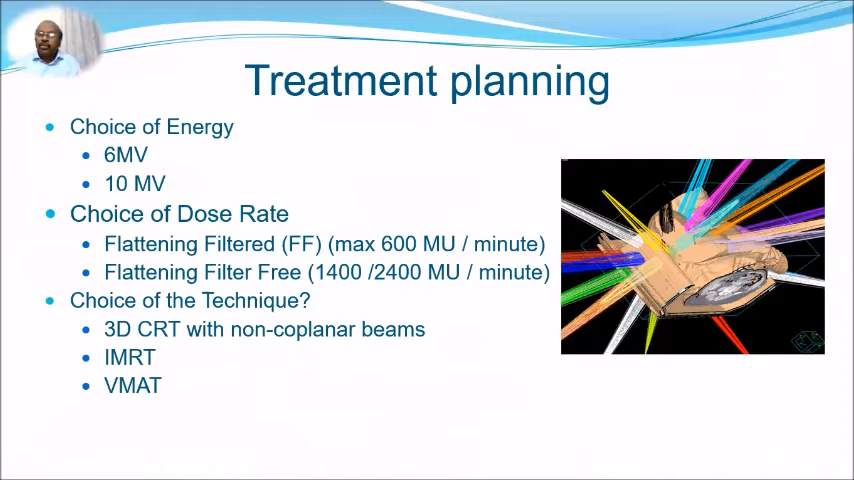 Treatment planning
Choice of Energy
6MV
10 MV
Choice of Dose Rate
Flattening Filtered (FF) (max 600 MU / minute)
Flattening Filter Free (1400 /2400 MU / minute)
Choice of the Technique?
3D CRT with non-coplanar beams
IMRT
VMAT